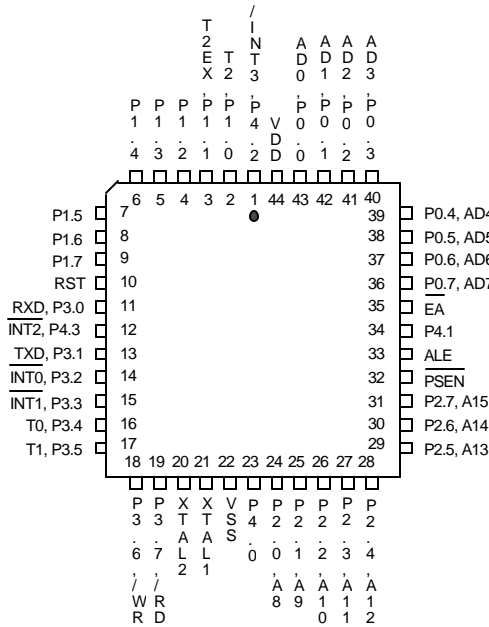 P1.4
P1.3
P1.2
T2EX,P1.1
T2,P1.0
/INT3,P4.2
VDD
AD0,P0.0
AD1,P0.1
AD2,P0.2
AD3,P0.3
6 5 4 3 2 1 44 43 42 41 40
P1.5 7
P1.6 8
P1.7 9
RST 10
RXD, P3.0 11
INT2, P4.3 12
TXD, P3.1 13
INT0, P3.2 14
INT1, P3.3 15
T0, P3.4 16
T1, P3.5 17
39 P0.4, AD4
38 P0.5, AD5
37 P0.6, AD6
36 P0.7, AD7
35 EA
34 P4.1
33 ALE
32 PSEN
31 P2.7, A15
30 P2.6, A14
29 P2.5, A13
18 19 20 21 22 23 24 25 26 27 28
P3.6,/WR
P3.7,/RD
XTAL2
XTAL1
VSS
P4.0
P2.0,A8
P2.1,A9
P2.2,A10
P2.3,A11
P2.4,A12